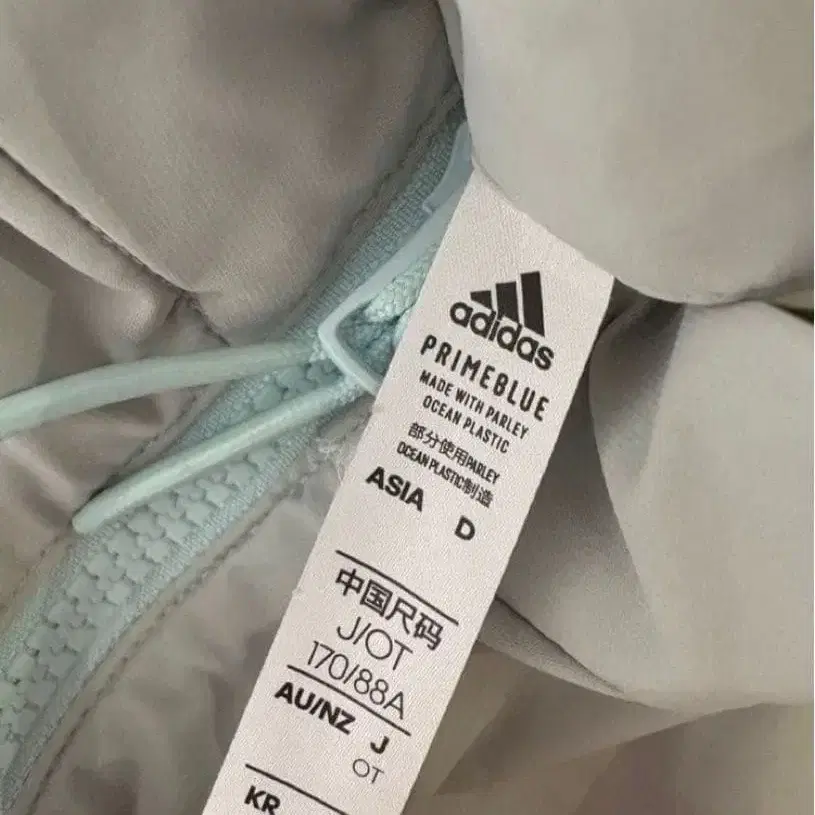 adidas
PRIMEBLUE
MADE WITH PARLEY
OCEAN PLASTIC
部分使用PARLEY
OCEAN PLASTIC制造
ASIA D
中国尺码
J/OT
170/88A
AU/NZ J
OT
KR